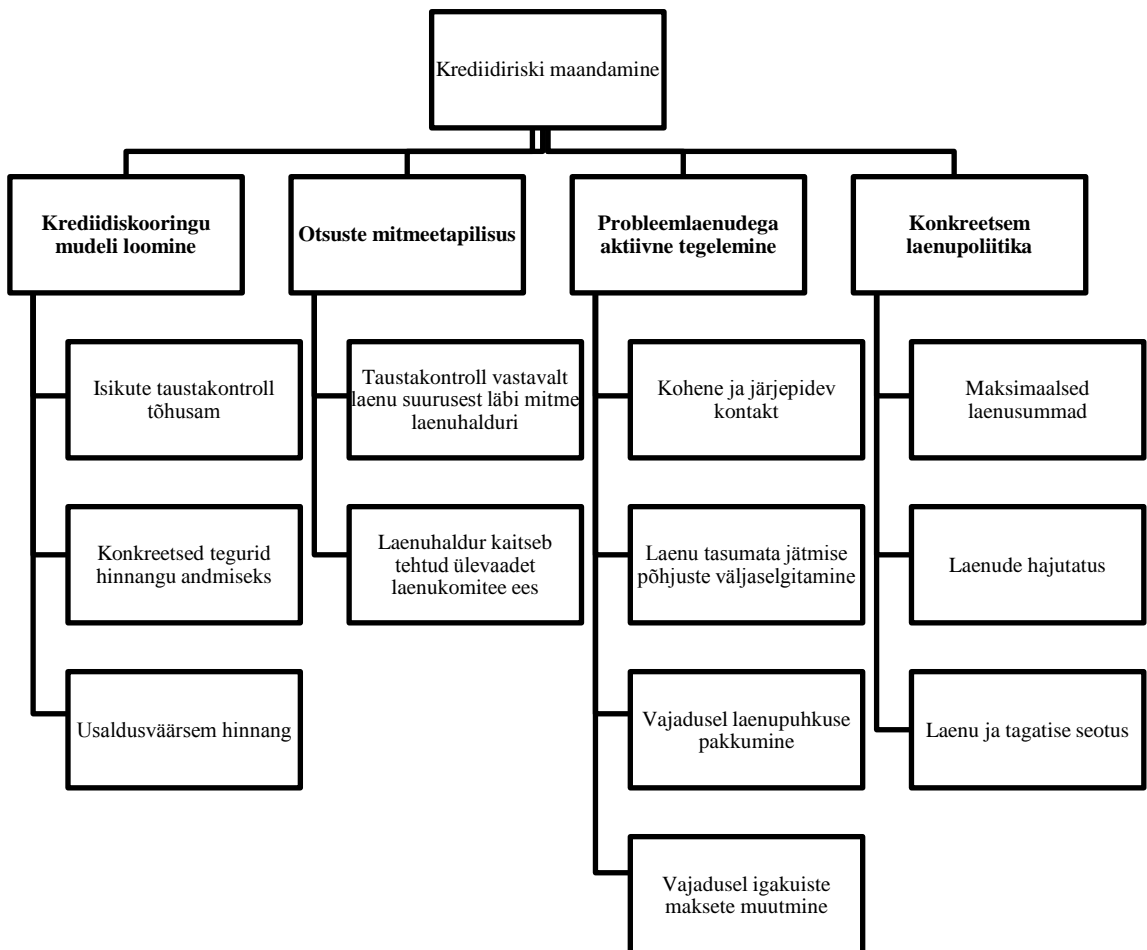 Krediidiriski maandamine
Krediidiskooringu
mudeli loomine
Otsuste mitmeetapilisus
Probleemlaenudega
aktiivne tegelemine
Konkreetsem
laenupoliitika
Isikute taustakontroll
tõhusam
Konkreetsed tegurid
hinnangu andmiseks
Usaldusväärsem hinnang
Taustakontroll vastavalt
laenu suurusest läbi mitme
laenuhalduri
Laenuhaldur kaitseb
tehtud ülevaadet
laenukomitee ees
Kohene ja järjepidev
kontakt
Laenu tasumata jätmise
põhjuste väljaselgitamine
Vajadusel laenupuhkuse
pakkumine
Vajadusel igakuiste
maksete muutmine
Maksimaalsed
laenusummad
Laenude hajutatus
Laenu ja tagatise seotus